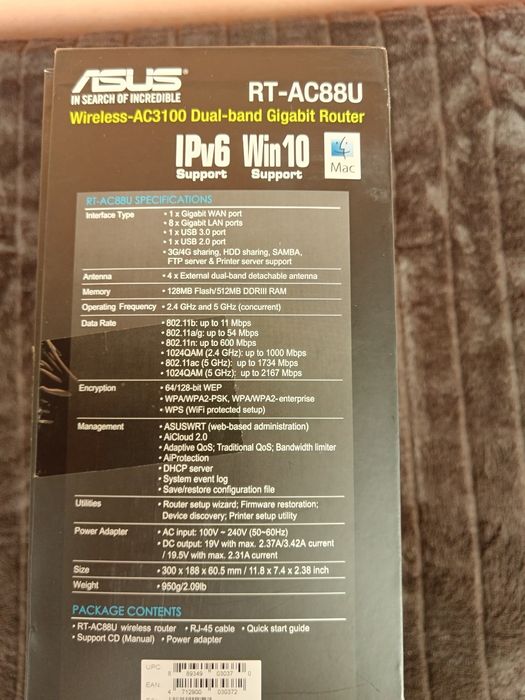 ASUS
IN SEARCH OF INCREDIBLE
RT-AC88U
Wireless-AC3100 Dual-band Gigabit Router
IPv6 Support
Win10 Support
Mac
RT-AC88U SPECIFICATIONS
Interface Type • 1 x Gigabit WAN port
• 8 x Gigabit LAN ports
• 1 x USB 3.0 port
• 1 x USB 2.0 port
• 3G/4G sharing, HDD sharing, SAMBA,
FTP server & Printer server support
Antenna • 4 x External dual-band detachable antenna
Memory • 128MB Flash/512MB DDRIII RAM
Operating Frequency • 2.4 GHz and 5 GHz (concurrent)
Data Rate • 802.11b: up to 11 Mbps
• 802.11a/g: up to 54 Mbps
• 802.11n: up to 600 Mbps
• 1024QAM (2.4 GHz): up to 1000 Mbps
• 802.11ac (5 GHz): up to 1734 Mbps
• 1024QAM (5 GHz): up to 2167 Mbps
Encryption • 64/128-bit WEP
• WPA/WPA2-PSK, WPA/WPA2-enterprise
• WPS (WiFi protected setup)
Management • ASUSWRT (web-based administration)
• AiCloud 2.0
• Adaptive QoS; Traditional QoS; Bandwidth limiter
• AiProtection
• DHCP server
• System event log
• Save/restore configuration file
Utilities • Router setup wizard; Firmware restoration;
Device discovery; Printer setup utility
Power Adapter • AC input: 100V ~ 240V (50~60Hz)
• DC output: 19V with max. 2.37A/3.42A current
/ 19.5V with max. 2.31A current
Size • 300 x 188 x 60.5 mm / 11.8 x 7.4 x 2.38 inch
Weight • 950g/2.09lb
PACKAGE CONTENTS
• RT-AC88U wireless router • RJ-45 cable • Quick start guide
• Support CD (Manual) • Power adapter
UPC:
8 89349 03037 0
EAN:
4 712900 030372